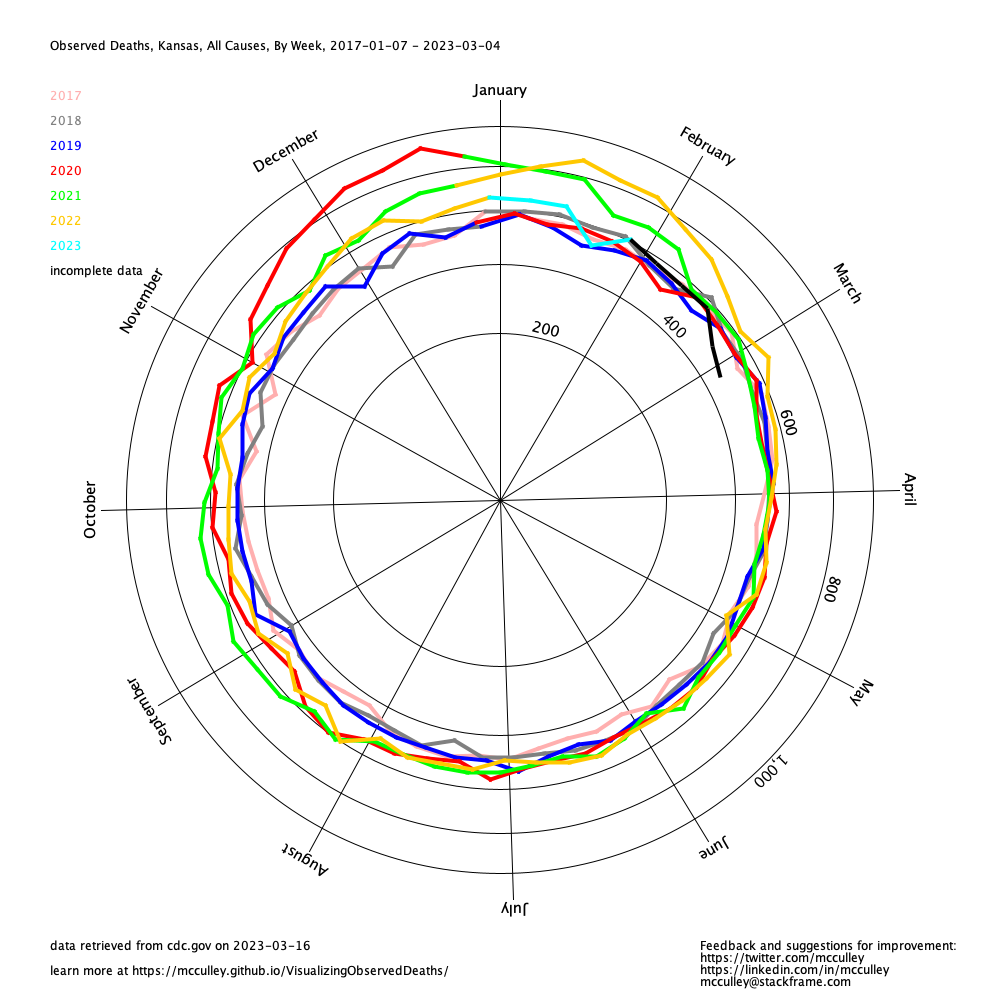 Observed Deaths, Kansas, All Causes, By Week, 2017-01-07 - 2023-03-04
January
2017
2018
2019
2020
2021
2022
2023
incomplete data
December
February
November
March
200
400
600
October
April
800
September
May
1,000
August
June
July
data retrieved from cdc.gov on 2023-03-16
learn more at https://mcculley.github.io/VisualizingObservedDeaths/
Feedback and suggestions for improvement:
https://twitter.com/mcculley
https://linkedin.com/in/mcculley
mcculley@stackframe.com